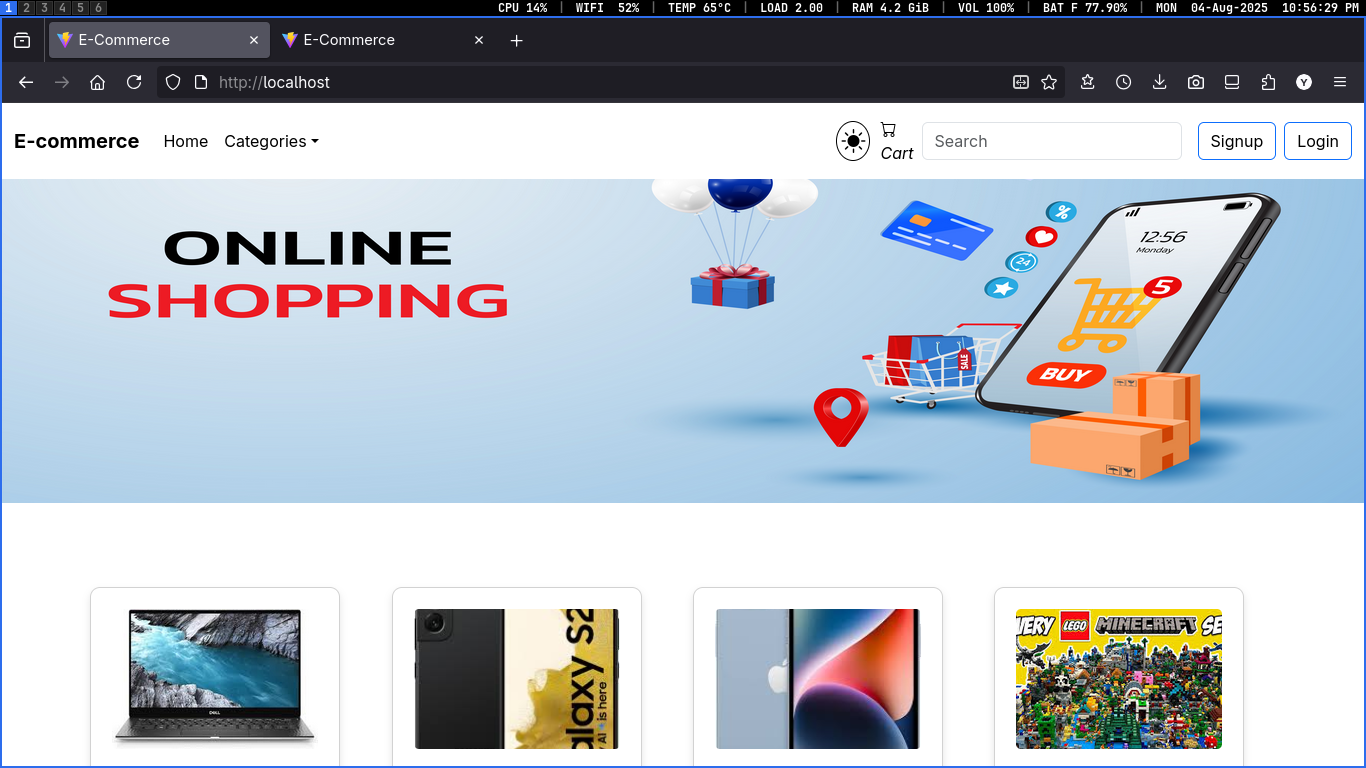 1 2 3 4 5 6 CPU 14% | WIFI 52% | TEMP 65°C | LOAD 2.00 | RAM 4.2 GiB | VOL 100% | BAT F 77.90% | MON 04-Aug-2025 10:56:29 PM
E-Commerce E-Commerce
http://localhost Y
E-commerce Home Categories Cart Search Signup Login
ONLINE
SHOPPING
%
24
12:56
Monday
5
SALE
BUY
DELL
alaxy S2
AI is here
VERY LEGO MINECRAFT SE